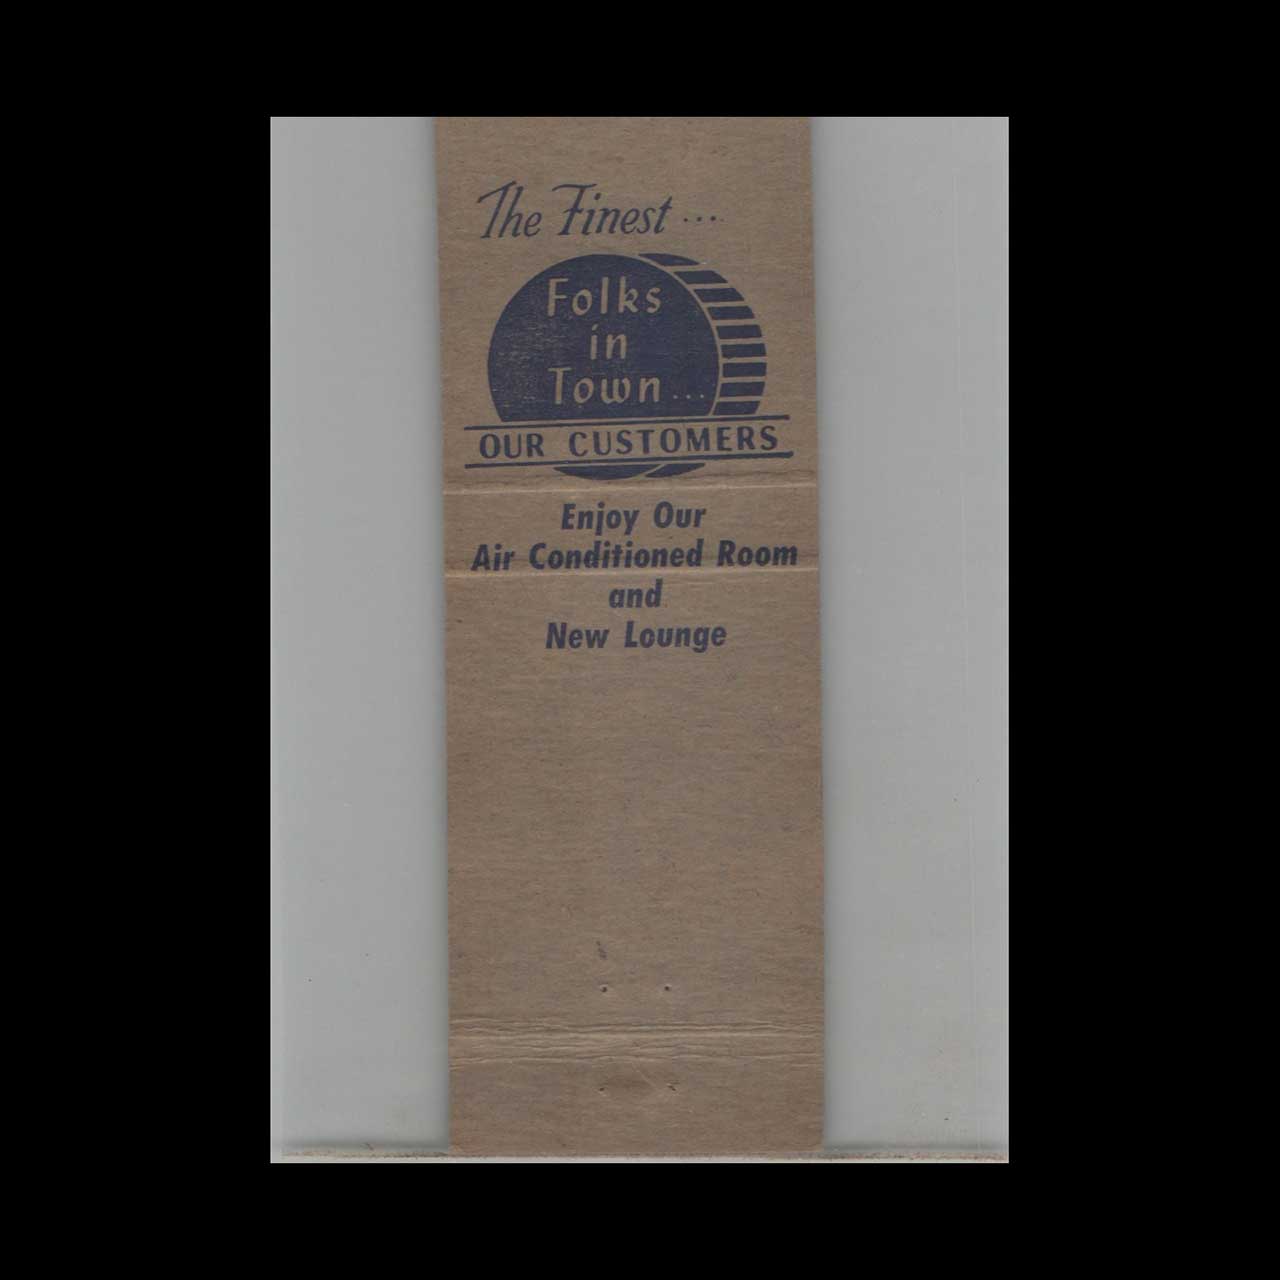 The Finest...
Folks
in
Town...
OUR CUSTOMERS
Enjoy Our
Air Conditioned Room
and
New Lounge